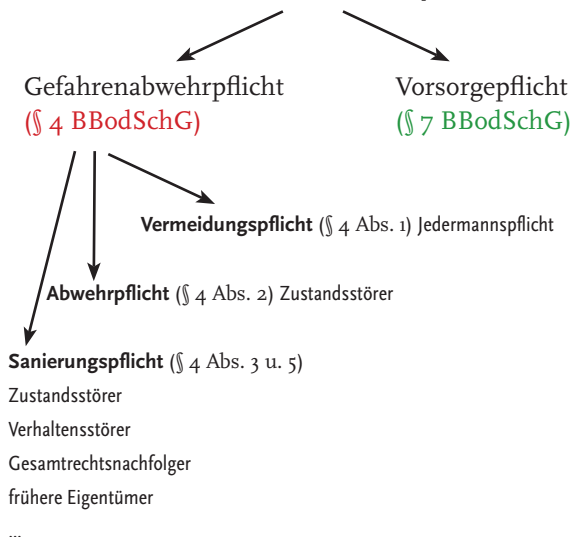 Gefahrenabwehrpflicht
Vorsorgepflicht
(§ 4 BBodSchG)
(§ 7 BBodSchG)
Vermeidungspflicht (§ 4 Abs. 1) Jedermannspflicht
Abwehrpflicht (§ 4 Abs. 2) Zustandsstörer
Sanierungspflicht (§ 4 Abs. 3 u. 5)
Zustandsstörer
Verhaltensstörer
Gesamtrechtsnachfolger
frühere Eigentümer
...